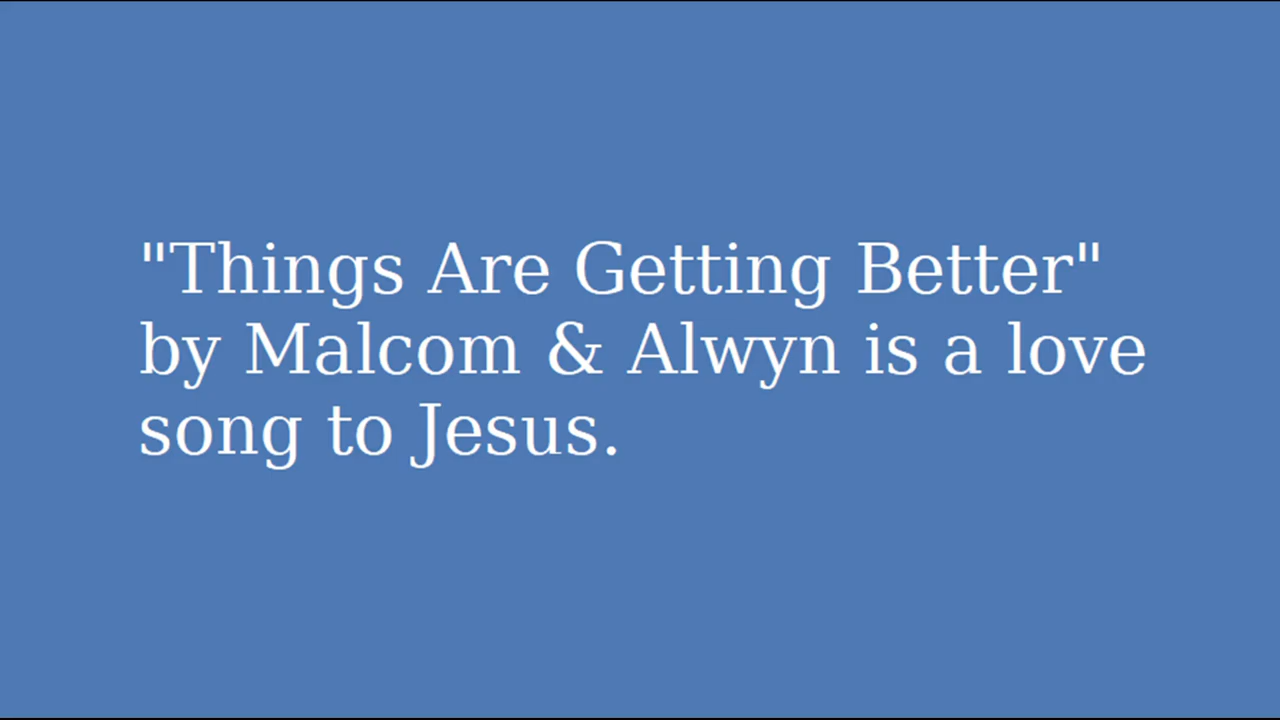 "Things Are Getting Better"
by Malcom & Alwyn is a love
song to Jesus.